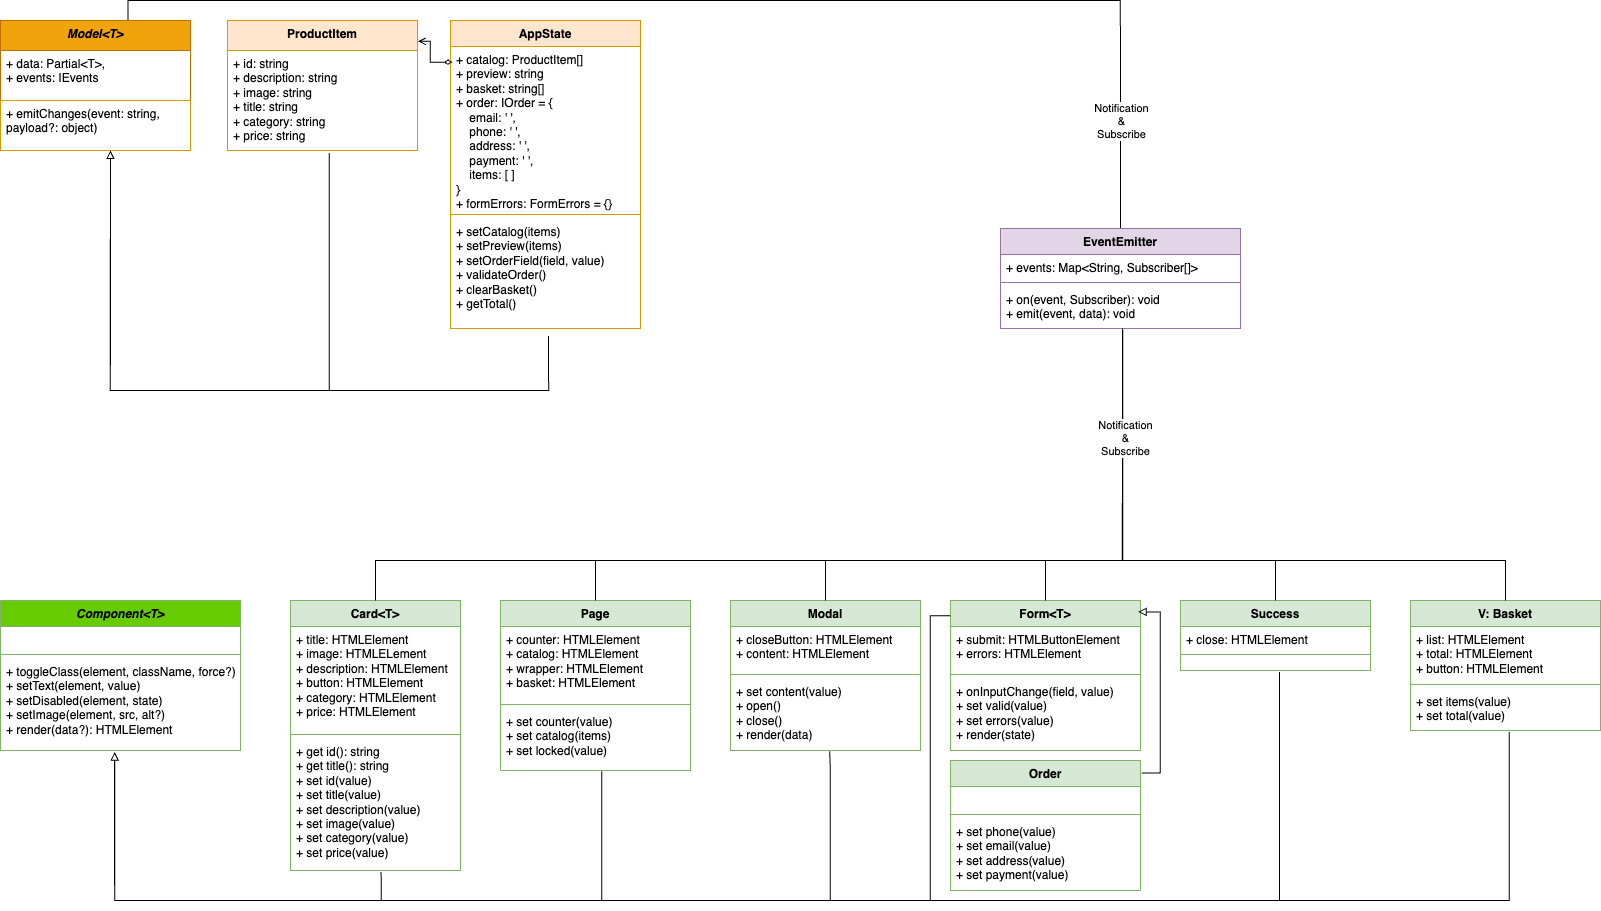 Model<T>
+ data: Partial<T>,
+ events: IEvents
+ emitChanges(event: string,
payload?: object)
ProductItem
+ id: string
+ description: string
+ image: string
+ title: string
+ category: string
+ price: string
AppState
+ catalog: ProductItem[]
+ preview: string
+ basket: string[]
+ order: IOrder = {
email: ' ',
phone: ' ',
address: ' ',
payment: ' ',
items: [ ]
}
+ formErrors: FormErrors = {}
+ setCatalog(items)
+ setPreview(items)
+ setOrderField(field, value)
+ validateOrder()
+ clearBasket()
+ getTotal()
Notification
&
Subscribe
EventEmitter
+ events: Map<String, Subscriber[]>
+ on(event, Subscriber): void
+ emit(event, data): void
Notification
&
Subscribe
Component<T>
+ toggleClass(element, className, force?)
+ setText(element, value)
+ setDisabled(element, state)
+ setImage(element, src, alt?)
+ render(data?): HTMLElement
Card<T>
+ title: HTMLElement
+ image: HTMLELement
+ description: HTMLElement
+ button: HTMLElement
+ category: HTMLElement
+ price: HTMLElement
+ get id(): string
+ get title(): string
+ set id(value)
+ set title(value)
+ set description(value)
+ set image(value)
+ set category(value)
+ set price(value)
Page
+ counter: HTMLElement
+ catalog: HTMLElement
+ wrapper: HTMLElement
+ basket: HTMLElement
+ set counter(value)
+ set catalog(items)
+ set locked(value)
Modal
+ closeButton: HTMLElement
+ content: HTMLElement
+ set content(value)
+ open()
+ close()
+ render(data)
Form<T>
+ submit: HTMLButtonElement
+ errors: HTMLElement
+ onInputChange(field, value)
+ set valid(value)
+ set errors(value)
+ render(state)
Order
+ set phone(value)
+ set email(value)
+ set address(value)
+ set payment(value)
Success
+ close: HTMLElement
V: Basket
+ list: HTMLElement
+ total: HTMLElement
+ button: HTMLElement
+ set items(value)
+ set total(value)